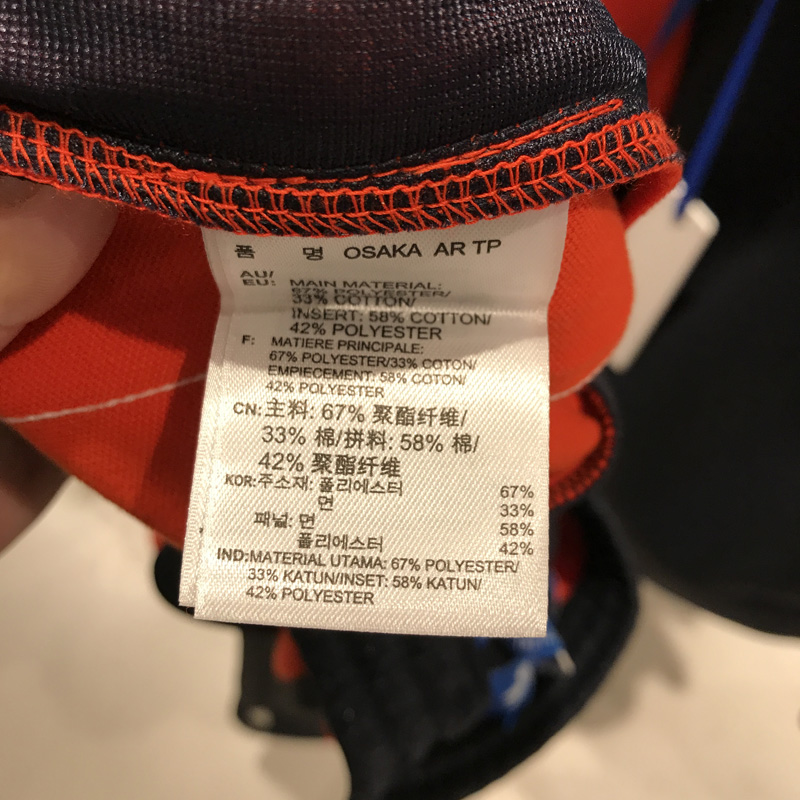 품 명 OSAKA AR TP
AU/
EU: MAIN MATERIAL:
67% POLYESTER/
33% COTTON/
INSERT: 58% COTTON/
42% POLYESTER
F: MATIERE PRINCIPALE:
67% POLYESTER/33% COTON/
EMPIECEMENT: 58% COTON/
42% POLYESTER
CN: 主料: 67% 聚酯纤维/
33% 棉/拼料: 58% 棉/
42% 聚酯纤维
KOR: 주소재: 폴리에스터 67%
면 33%
패널: 면 58%
폴리에스터 42%
IND: MATERIAL UTAMA: 67% POLYESTER/
33% KATUN/INSET: 58% KATUN/
42% POLYESTER